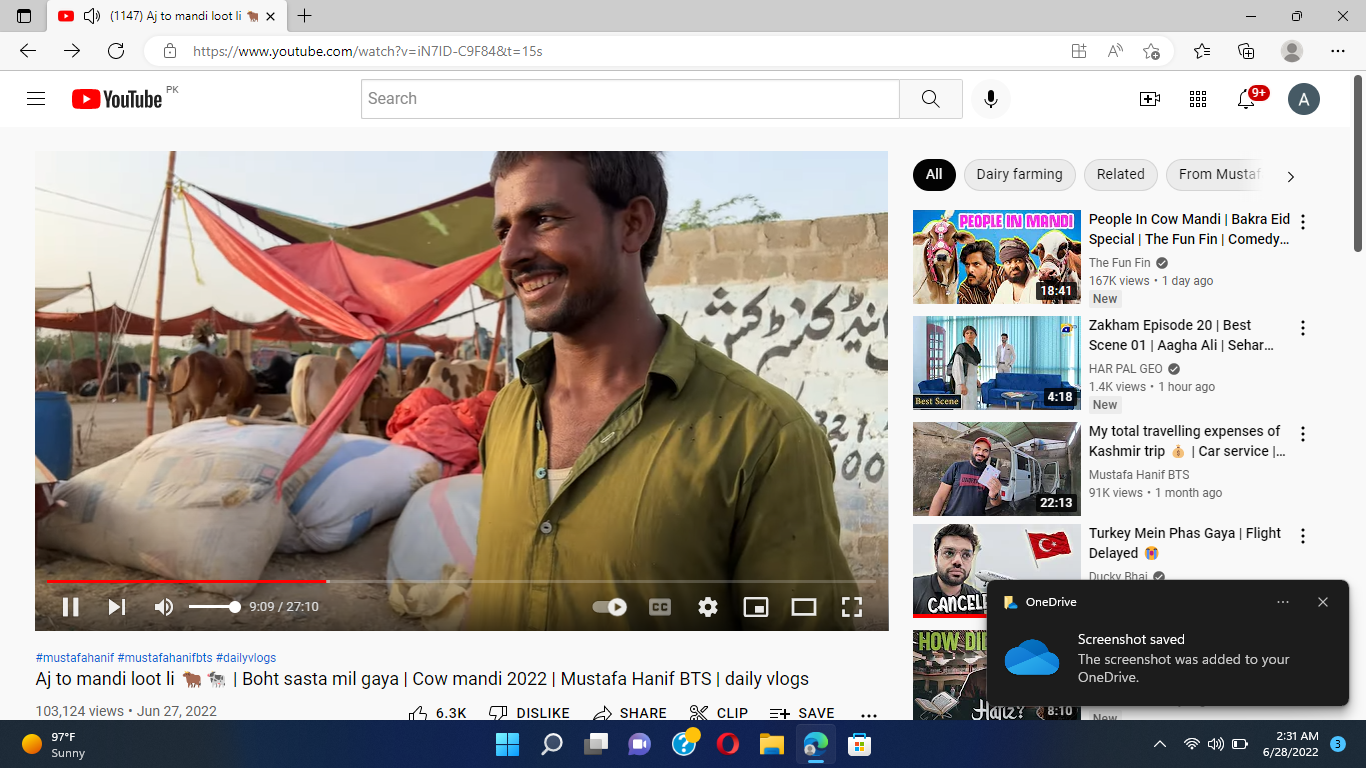 (1147) Aj to mandi loot li 🐂
https://www.youtube.com/watch?v=iN7ID-C9F84&t=15s
YouTube PK
Search
9+
A
All
Dairy farming
Related
From Mustaf
PEOPLE IN MANDI
18:41
People In Cow Mandi | Bakra Eid
Special | The Fun Fin | Comedy...
The Fun Fin
167K views • 1 day ago
New
Best Scene
4:18
Zakham Episode 20 | Best
Scene 01 | Aagha Ali | Sehar...
HAR PAL GEO
1.4K views • 1 hour ago
New
22:13
My total travelling expenses of
Kashmir trip 💰 | Car service |...
Mustafa Hanif BTS
91K views • 1 month ago
Turkey Mein Phas Gaya | Flight
Delayed 😭
Ducky Bhai
HOW DI
8:10
New
OneDrive
Screenshot saved
The screenshot was added to your
OneDrive.
CC
9:09 / 27:10
#mustafahanif #mustafahanifbts #dailyvlogs
Aj to mandi loot li 🐂 🐄 | Boht sasta mil gaya | Cow mandi 2022 | Mustafa Hanif BTS | daily vlogs
103,124 views • Jun 27, 2022
6.3K
DISLIKE
SHARE
CLIP
SAVE
97°F
Sunny
2:31 AM
6/28/2022
3